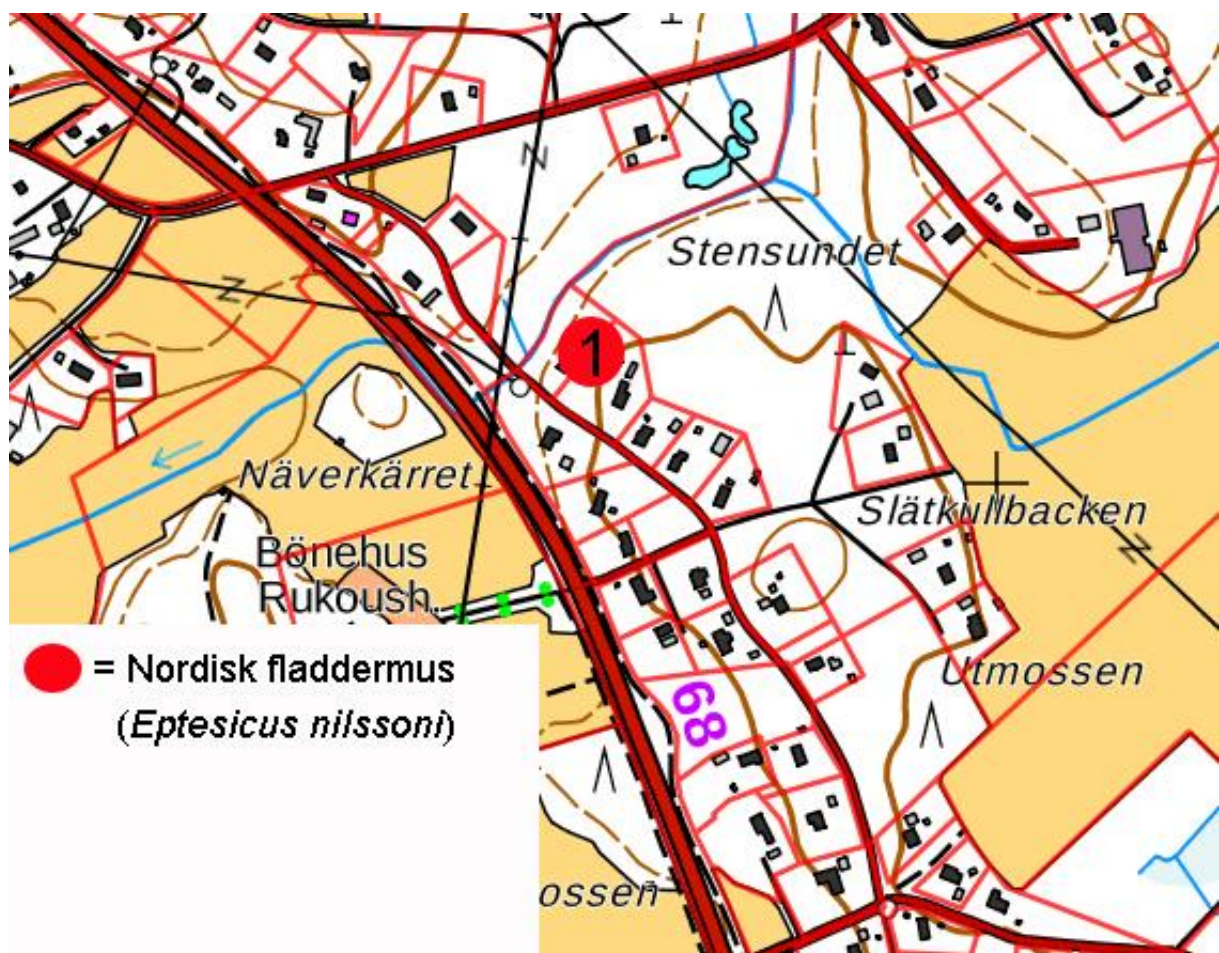 N
Stensundet
N
1
Näverkärret
Slätkullbacken
N
Bönehus
Rukoush.
= Nordisk fladdermus
(Eptesicus nilssoni)
Utmossen
68
ossen